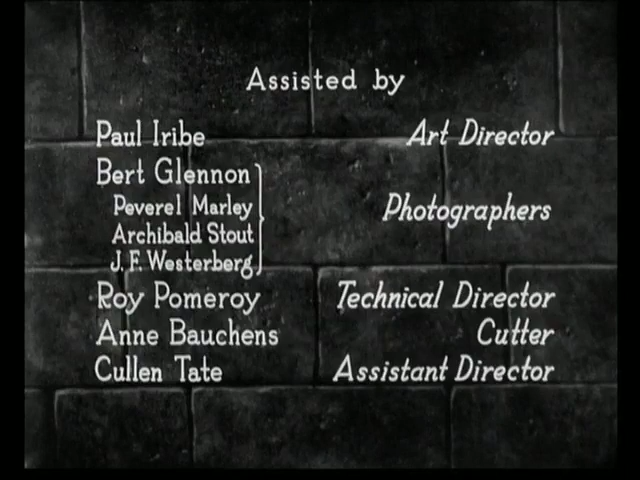 Assisted by
Paul Iribe Art Director
Bert Glennon
Peverel Marley Photographers
Archibald Stout
J. F. Westerberg
Roy Pomeroy Technical Director
Anne Bauchens Cutter
Cullen Tate Assistant Director